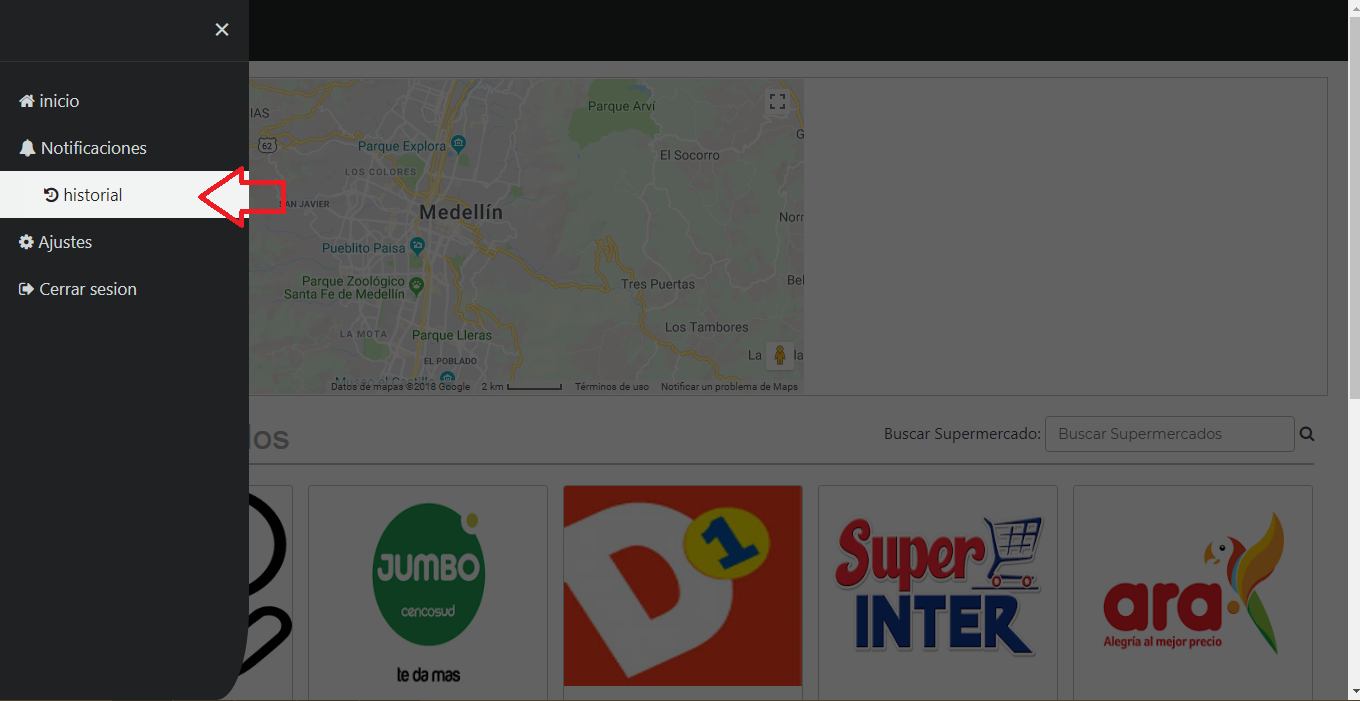 ×
inicio
Notificaciones
historial
Ajustes
Cerrar sesion
IAS
62
Parque Arví
Parque Explora
El Socorro
LOS COLORES
SAN JAVIER
Medellín
Norr
Pueblito Paisa
Parque Zoológico
Santa Fe de Medellín
Tres Puertas
Bel
LA MOTA
Parque Lleras
Los Tambores
EL POBLADO
La
la
Datos de mapas ©2018 Google
2 km
Términos de uso
Notificar un problema de Maps
los
Buscar Supermercado:
Buscar Supermercados
JUMBO
cencosud
te da mas
D1
Super
INTER
ara
Alegría al mejor precio